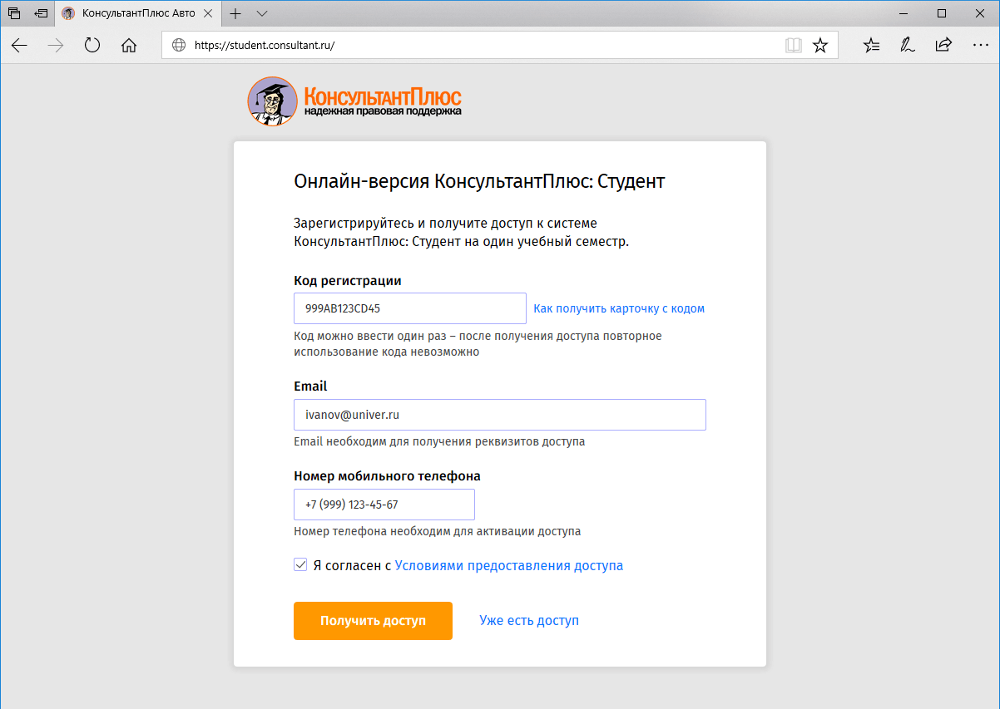 КонсультантПлюс Авто
https://student.consultant.ru/
КонсультантПлюс
надежная правовая поддержка
Онлайн-версия КонсультантПлюс: Студент
Зарегистрируйтесь и получите доступ к системе
КонсультантПлюс: Студент на один учебный семестр.
Код регистрации
999AB123CD45
Как получить карточку с кодом
Код можно ввести один раз – после получения доступа повторное
использование кода невозможно
Email
ivanov@univer.ru
Email необходим для получения реквизитов доступа
Номер мобильного телефона
+7 (999) 123-45-67
Номер телефона необходим для активации доступа
Я согласен с Условиями предоставления доступа
Получить доступ
Уже есть доступ